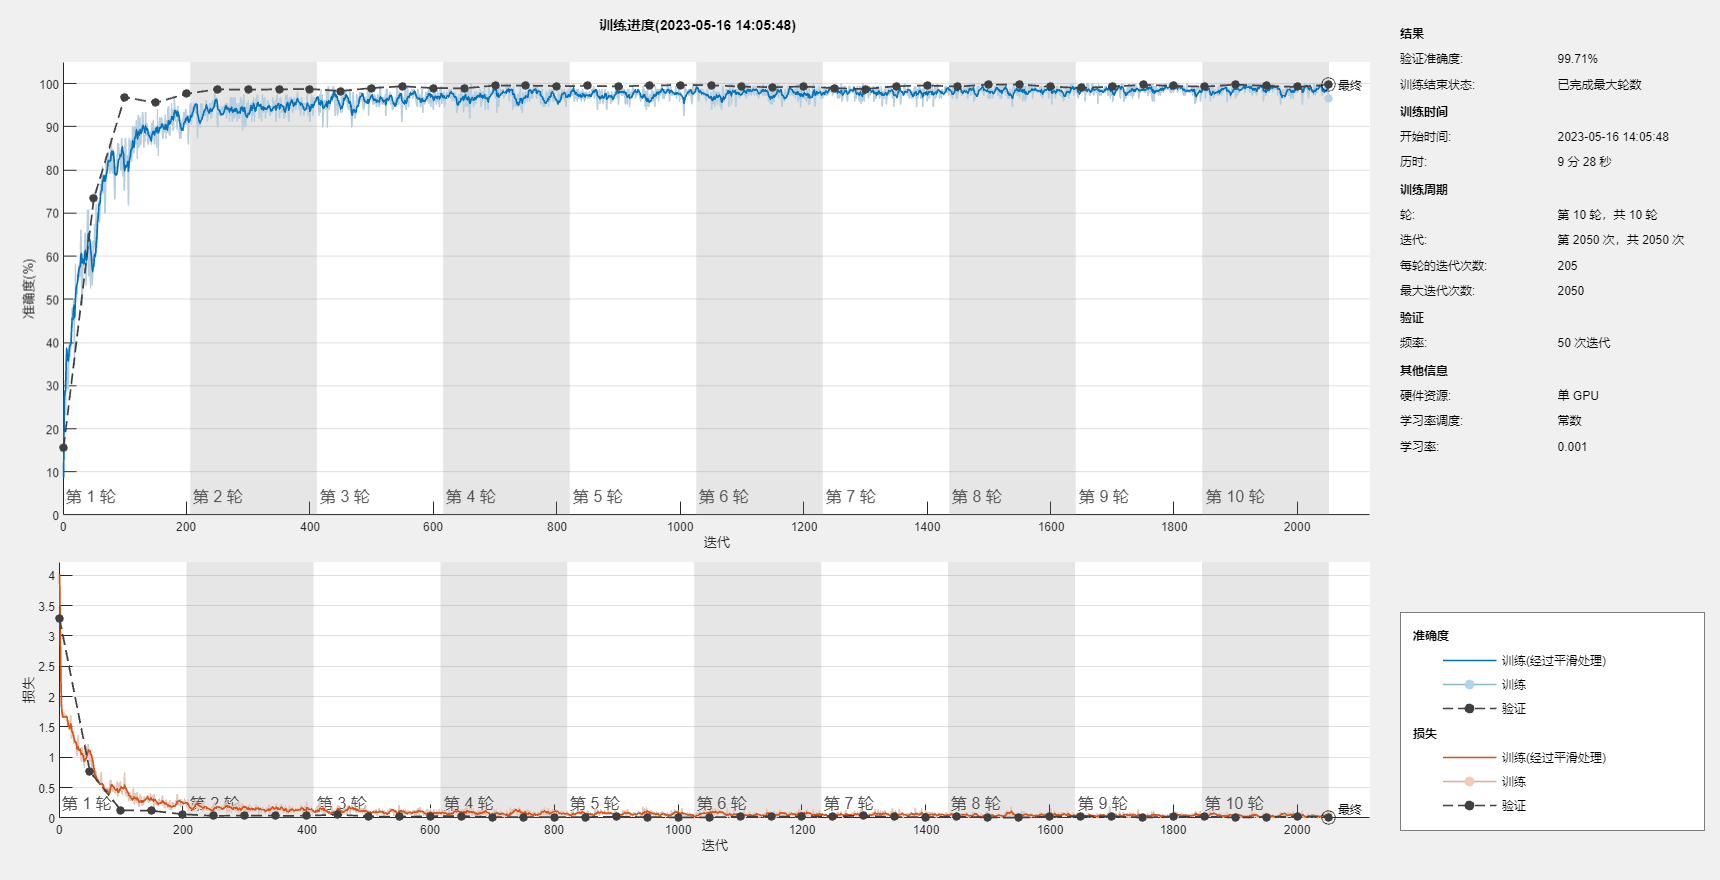 训练进度(2023-05-16 14:05:48)
准确度(%)
100
90
80
70
60
50
40
30
20
10
0
第 1 轮
第 2 轮
第 3 轮
第 4 轮
第 5 轮
第 6 轮
第 7 轮
第 8 轮
第 9 轮
第 10 轮
最终
0
200
400
600
800
1000
1200
1400
1600
1800
2000
迭代
损失
4
3.5
3
2.5
2
1.5
1
0.5
0
第 1 轮
第 2 轮
第 3 轮
第 4 轮
第 5 轮
第 6 轮
第 7 轮
第 8 轮
第 9 轮
第 10 轮
最终
0
200
400
600
800
1000
1200
1400
1600
1800
2000
迭代
结果
验证准确度: 99.71%
训练结束状态: 已完成最大轮数
训练时间
开始时间: 2023-05-16 14:05:48
历时: 9 分 28 秒
训练周期
轮: 第 10 轮，共 10 轮
迭代: 第 2050 次，共 2050 次
每轮的迭代次数: 205
最大迭代次数: 2050
验证
频率: 50 次迭代
其他信息
硬件资源: 单 GPU
学习率调度: 常数
学习率: 0.001
准确度
训练(经过平滑处理)
训练
验证
损失
训练(经过平滑处理)
训练
验证